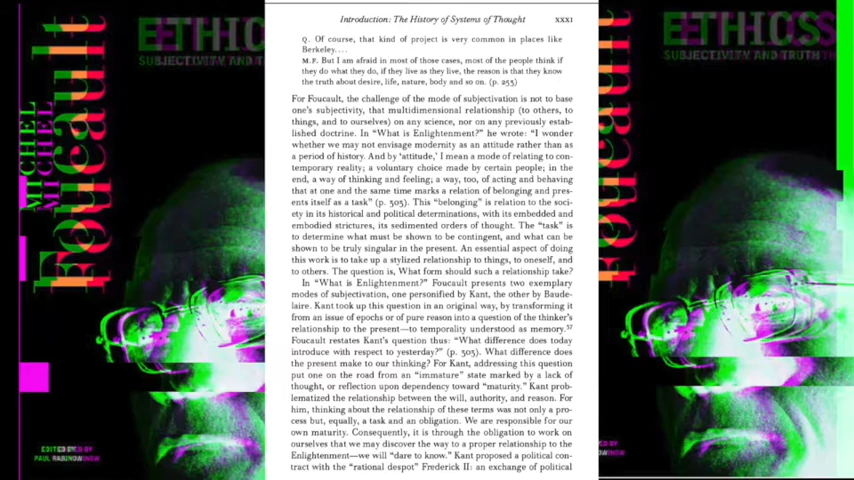 MICHEL
Foucault
ETHICS
SUBJECTIVITY AND T
EDITED BY
PAUL RABINOW
Introduction: The History of Systems of Thought XXXI
Q. Of course, that kind of project is very common in places like
Berkeley. . . .
M.F. But I am afraid in most of those cases, most of the people think if
they do what they do, if they live as they live, the reason is that they know
the truth about desire, life, nature, body and so on. (p. 255)
For Foucault, the challenge of the mode of subjectivation is not to base
one's subjectivity, that multidimensional relationship (to others, to
things, and to ourselves) on any science, nor on any previously estab-
lished doctrine. In “What is Enlightenment?” he wrote: “I wonder
whether we may not envisage modernity as an attitude rather than as
a period of history. And by ‘attitude,’ I mean a mode of relating to con-
temporary reality; a voluntary choice made by certain people; in the
end, a way of thinking and feeling; a way, too, of acting and behaving
that at one and the same time marks a relation of belonging and pres-
ents itself as a task” (p. 305). This “belonging” is relation to the soci-
ety in its historical and political determinations, with its embedded and
embodied strictures, its sedimented orders of thought. The “task” is
to determine what must be shown to be contingent, and what can be
shown to be truly singular in the present. An essential aspect of doing
this work is to take up a stylized relationship to things, to oneself, and
to others. The question is, What form should such a relationship take?
In “What is Enlightenment?” Foucault presents two exemplary
modes of subjectivation, one personified by Kant, the other by Baude-
laire. Kant took up this question in an original way, by transforming it
from an issue of epochs or of pure reason into a question of the thinker's
relationship to the present—to temporality understood as memory.57
Foucault restates Kant's question thus: “What difference does today
introduce with respect to yesterday?” (p. 305). What difference does
the present make to our thinking? For Kant, addressing this question
put one on the road from an “immature” state marked by a lack of
thought, or reflection upon dependency toward “maturity.” Kant prob-
lematized the relationship between the will, authority, and reason. For
him, thinking about the relationship of these terms was not only a pro-
cess but, equally, a task and an obligation. We are responsible for our
own maturity. Consequently, it is through the obligation to work on
ourselves that we may discover the way to a proper relationship to the
Enlightenment—we will “dare to know.” Kant proposed a political con-
tract with the “rational despot” Frederick II: an exchange of political
Foucault
ETHICS
SUBJECTIVITY AND TRUTH